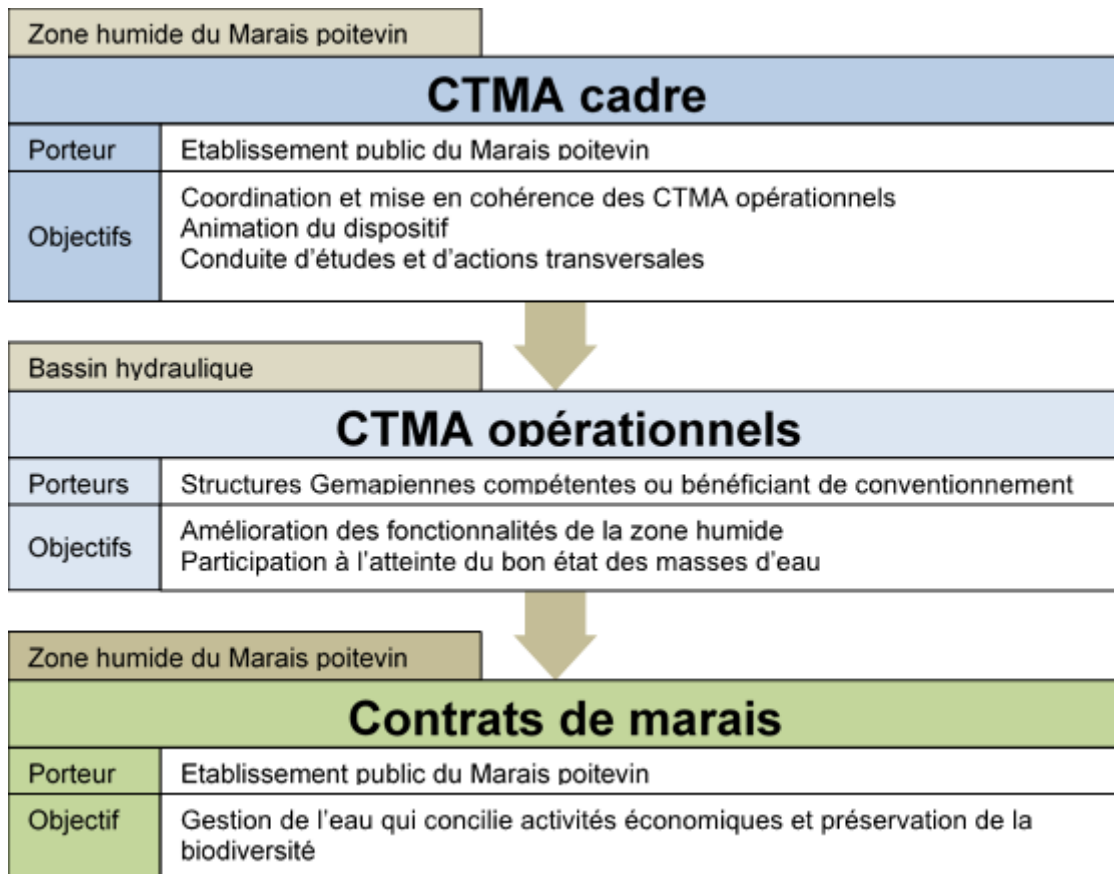 Zone humide du Marais poitevin
CTMA cadre
Porteur
Etablissement public du Marais poitevin
Objectifs
Coordination et mise en cohérence des CTMA opérationnels
Animation du dispositif
Conduite d'études et d'actions transversales
Bassin hydraulique
CTMA opérationnels
Porteurs
Structures Gemapiennes compétentes ou bénéficiant de conventionnement
Objectifs
Amélioration des fonctionnalités de la zone humide
Participation à l'atteinte du bon état des masses d'eau
Zone humide du Marais poitevin
Contrats de marais
Porteur
Etablissement public du Marais poitevin
Objectif
Gestion de l'eau qui concilie activités économiques et préservation de la
biodiversité